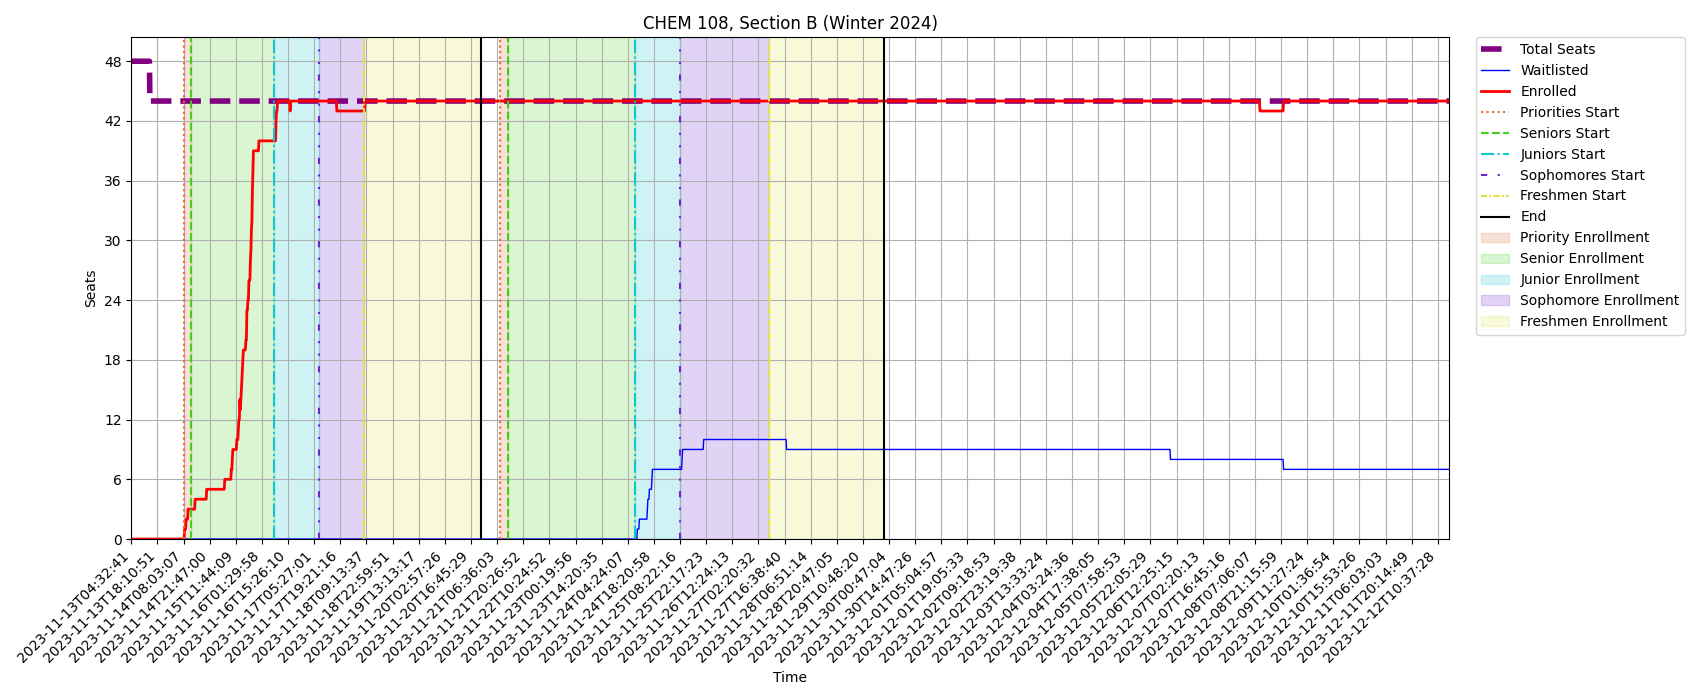 CHEM 108, Section B (Winter 2024)
Seats
48
42
36
30
24
18
12
6
0
2023-11-13T04:32:41
2023-11-13T18:10:51
2023-11-14T08:03:07
2023-11-14T21:47:00
2023-11-15T11:44:09
2023-11-16T01:29:58
2023-11-16T15:26:10
2023-11-17T05:27:01
2023-11-17T19:21:16
2023-11-18T09:13:37
2023-11-18T22:59:51
2023-11-19T13:13:17
2023-11-20T02:57:26
2023-11-20T16:45:29
2023-11-21T06:36:03
2023-11-21T20:26:52
2023-11-22T10:24:52
2023-11-23T00:19:56
2023-11-23T14:20:35
2023-11-24T04:24:07
2023-11-24T18:20:58
2023-11-25T08:22:16
2023-11-25T22:17:23
2023-11-26T12:24:13
2023-11-27T02:20:32
2023-11-27T16:38:40
2023-11-28T06:51:14
2023-11-28T20:47:05
2023-11-29T10:48:20
2023-11-30T00:47:04
2023-11-30T14:47:26
2023-12-01T05:04:57
2023-12-01T19:05:33
2023-12-02T09:18:53
2023-12-02T23:19:38
2023-12-03T13:33:24
2023-12-04T03:24:36
2023-12-04T17:38:05
2023-12-05T07:58:53
2023-12-05T22:05:29
2023-12-06T12:25:15
2023-12-07T02:20:13
2023-12-07T16:45:16
2023-12-08T07:06:07
2023-12-08T21:15:59
2023-12-09T11:27:24
2023-12-10T01:36:54
2023-12-10T15:53:26
2023-12-11T06:03:03
2023-12-11T20:14:49
2023-12-12T10:37:28
Time
Total Seats
Waitlisted
Enrolled
Priorities Start
Seniors Start
Juniors Start
Sophomores Start
Freshmen Start
End
Priority Enrollment
Senior Enrollment
Junior Enrollment
Sophomore Enrollment
Freshmen Enrollment